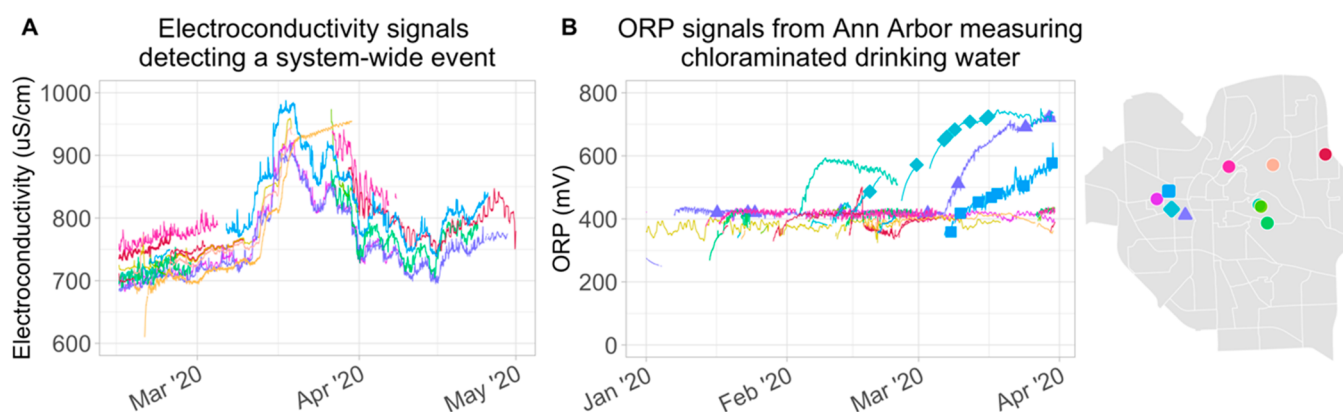 A
Electroconductivity signals
detecting a system-wide event
Electroconductivity (uS/cm)
1000
900
800
700
600
Mar '20
Apr '20
May '20
B
ORP signals from Ann Arbor measuring
chloraminated drinking water
ORP (mV)
800
600
400
200
0
Jan '20
Feb '20
Mar '20
Apr '20